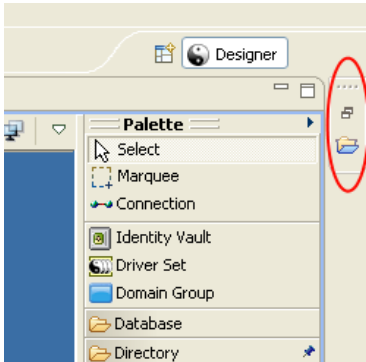 Designer
Palette
Select
Marquee
Connection
Identity Vault
Driver Set
Domain Group
Database
Directory